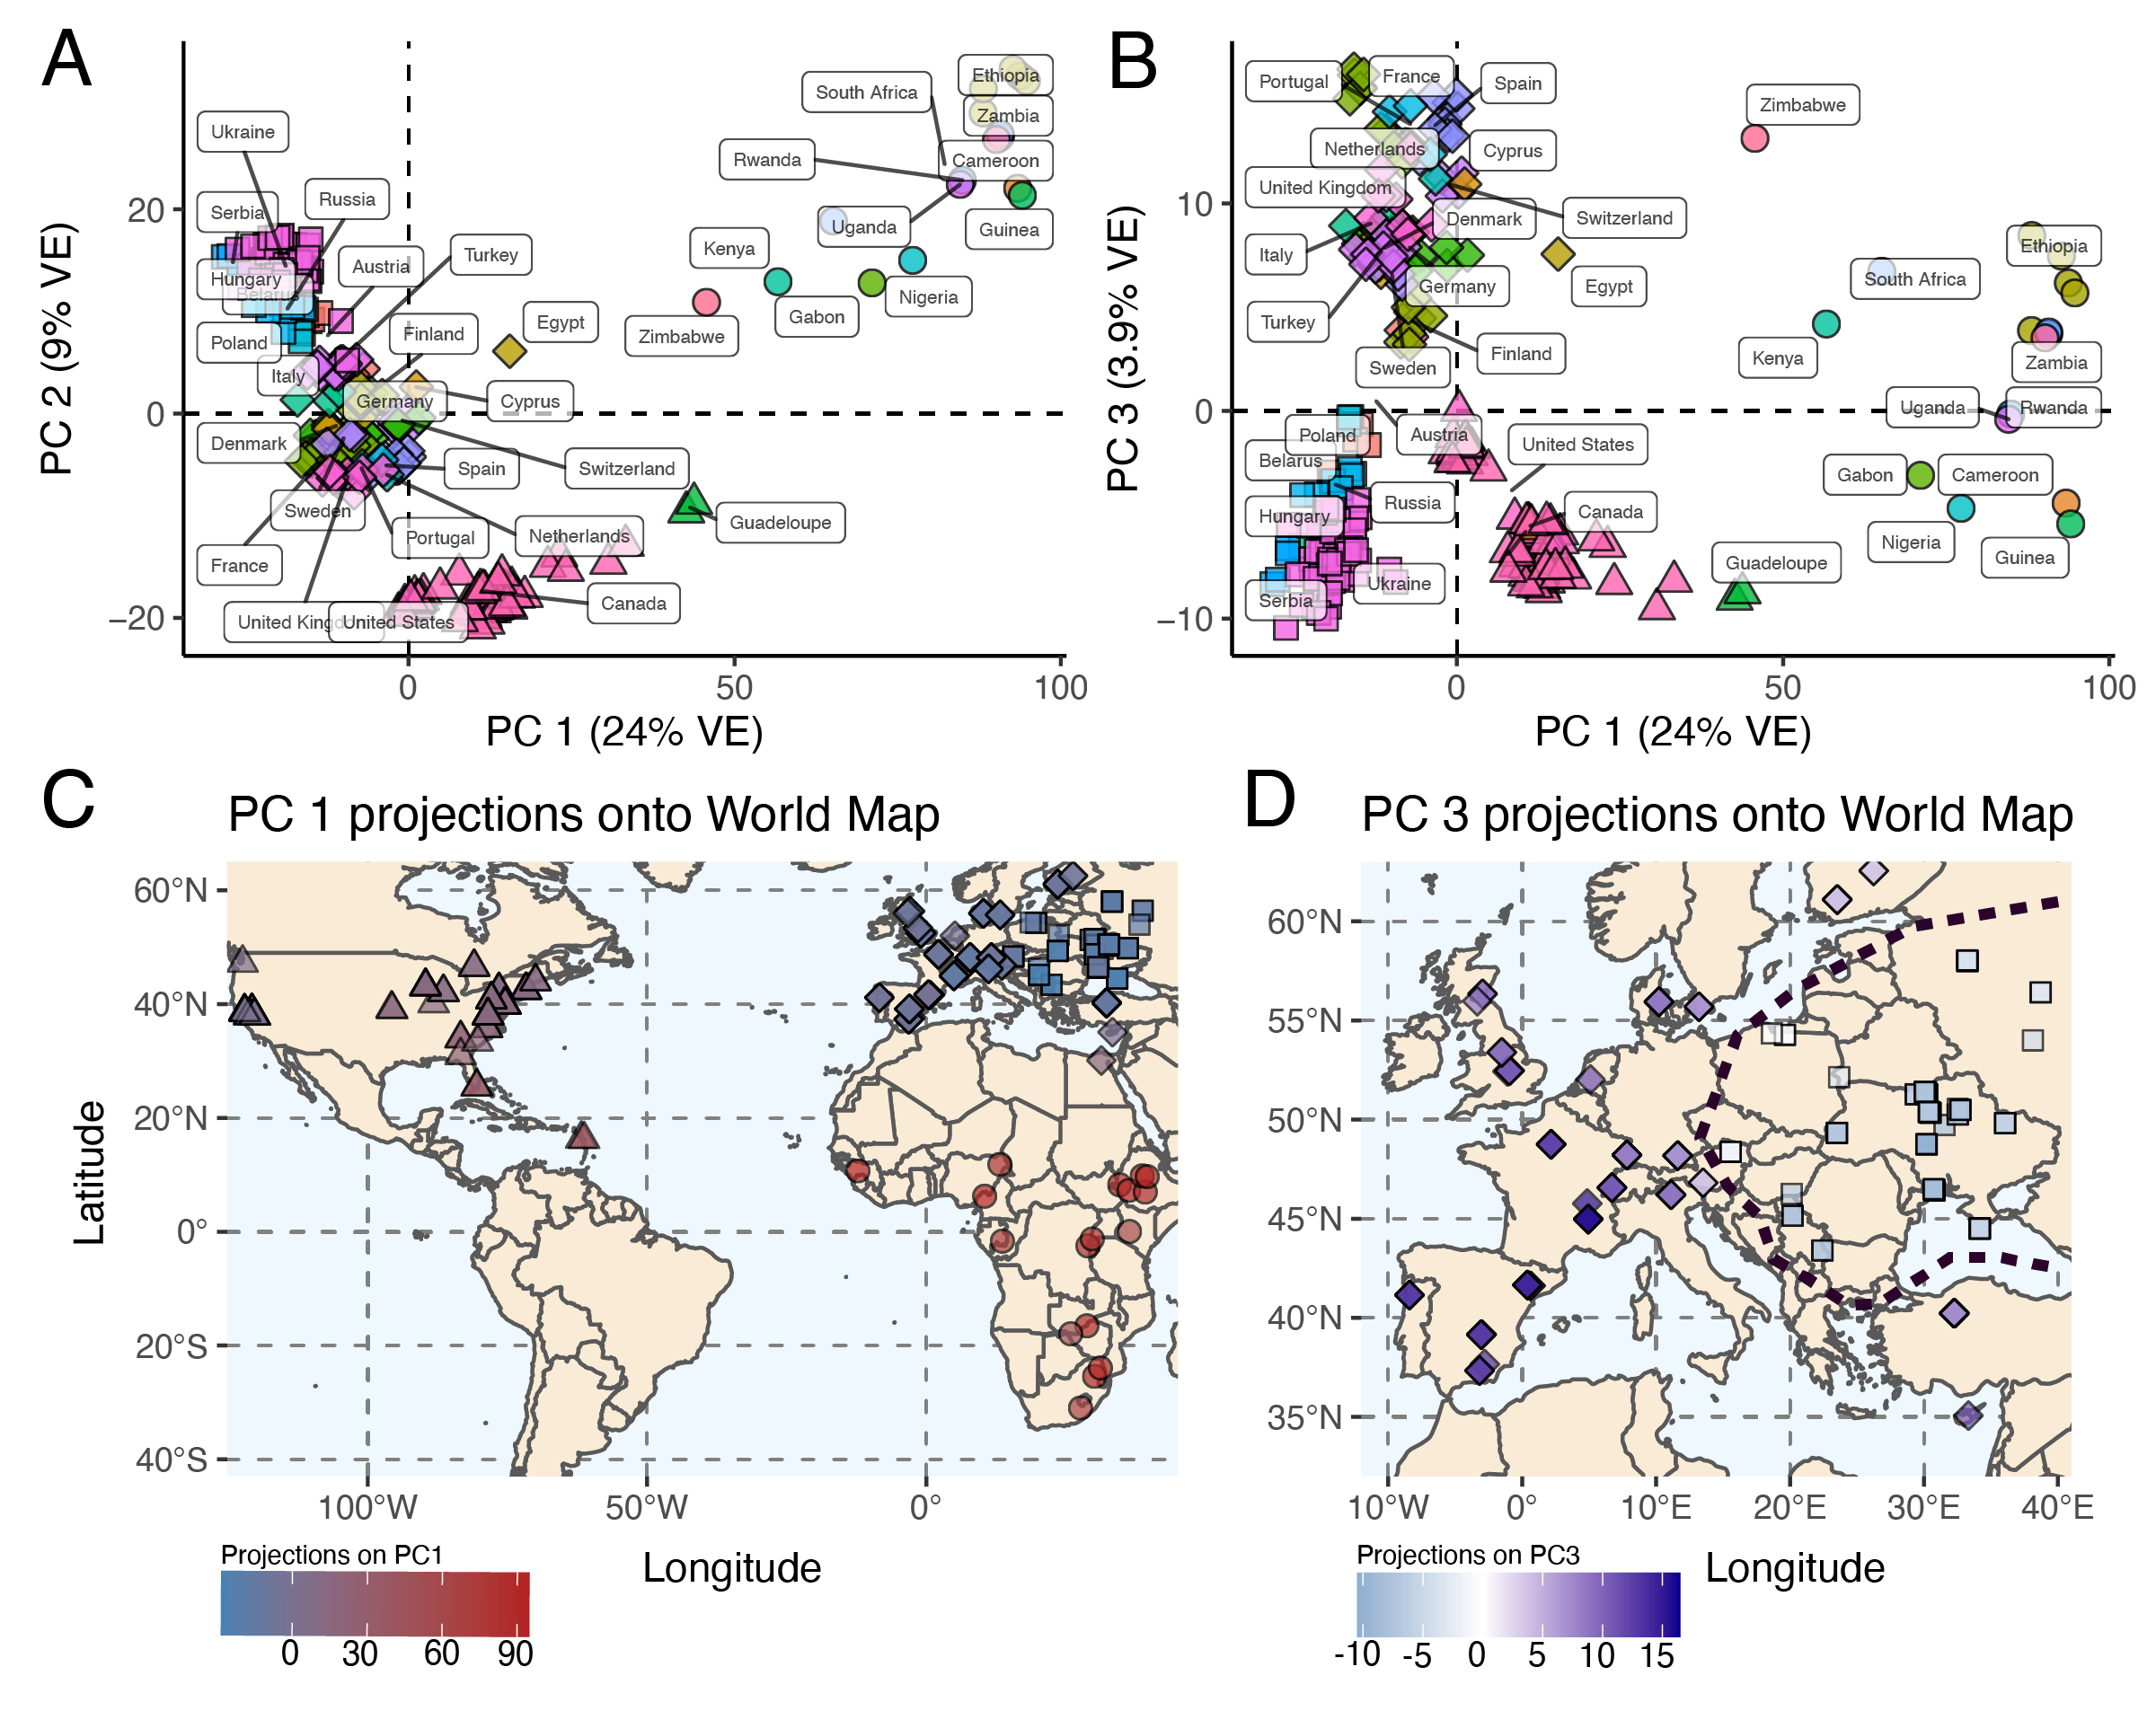 A
Ethiopia
South Africa
Zambia
Ukraine
Rwanda
Cameroon
Russia
Serbia
Uganda
Guinea
20
Kenya
Turkey
Austria
Hungary
Belarus
Nigeria
Gabon
Egypt
Finland
Zimbabwe
Poland
Italy
Germany
Cyprus
0
Denmark
Spain
Switzerland
Sweden
Guadeloupe
Portugal
Netherlands
France
Canada
United Kingdom
United States
−20
PC 2 (9% VE)
0
50
100
PC 1 (24% VE)
B
Portugal
France
Spain
Zimbabwe
Netherlands
Cyprus
United Kingdom
10
Denmark
Switzerland
Italy
Ethiopia
South Africa
Germany
Egypt
Turkey
Finland
Kenya
Zambia
Sweden
0
Uganda
Rwanda
Poland
Austria
United States
Belarus
Gabon
Cameroon
Russia
Hungary
Canada
Nigeria
Guinea
Guadeloupe
Ukraine
Serbia
−10
PC 3 (3.9% VE)
0
50
100
PC 1 (24% VE)
C
PC 1 projections onto World Map
60°N
40°N
20°N
0°
20°S
40°S
Latitude
100°W
50°W
0°
Longitude
Projections on PC1
0
30
60
90
D
PC 3 projections onto World Map
60°N
55°N
50°N
45°N
40°N
35°N
10°W
0°
10°E
20°E
30°E
40°E
Longitude
Projections on PC3
-10
-5
0
5
10
15